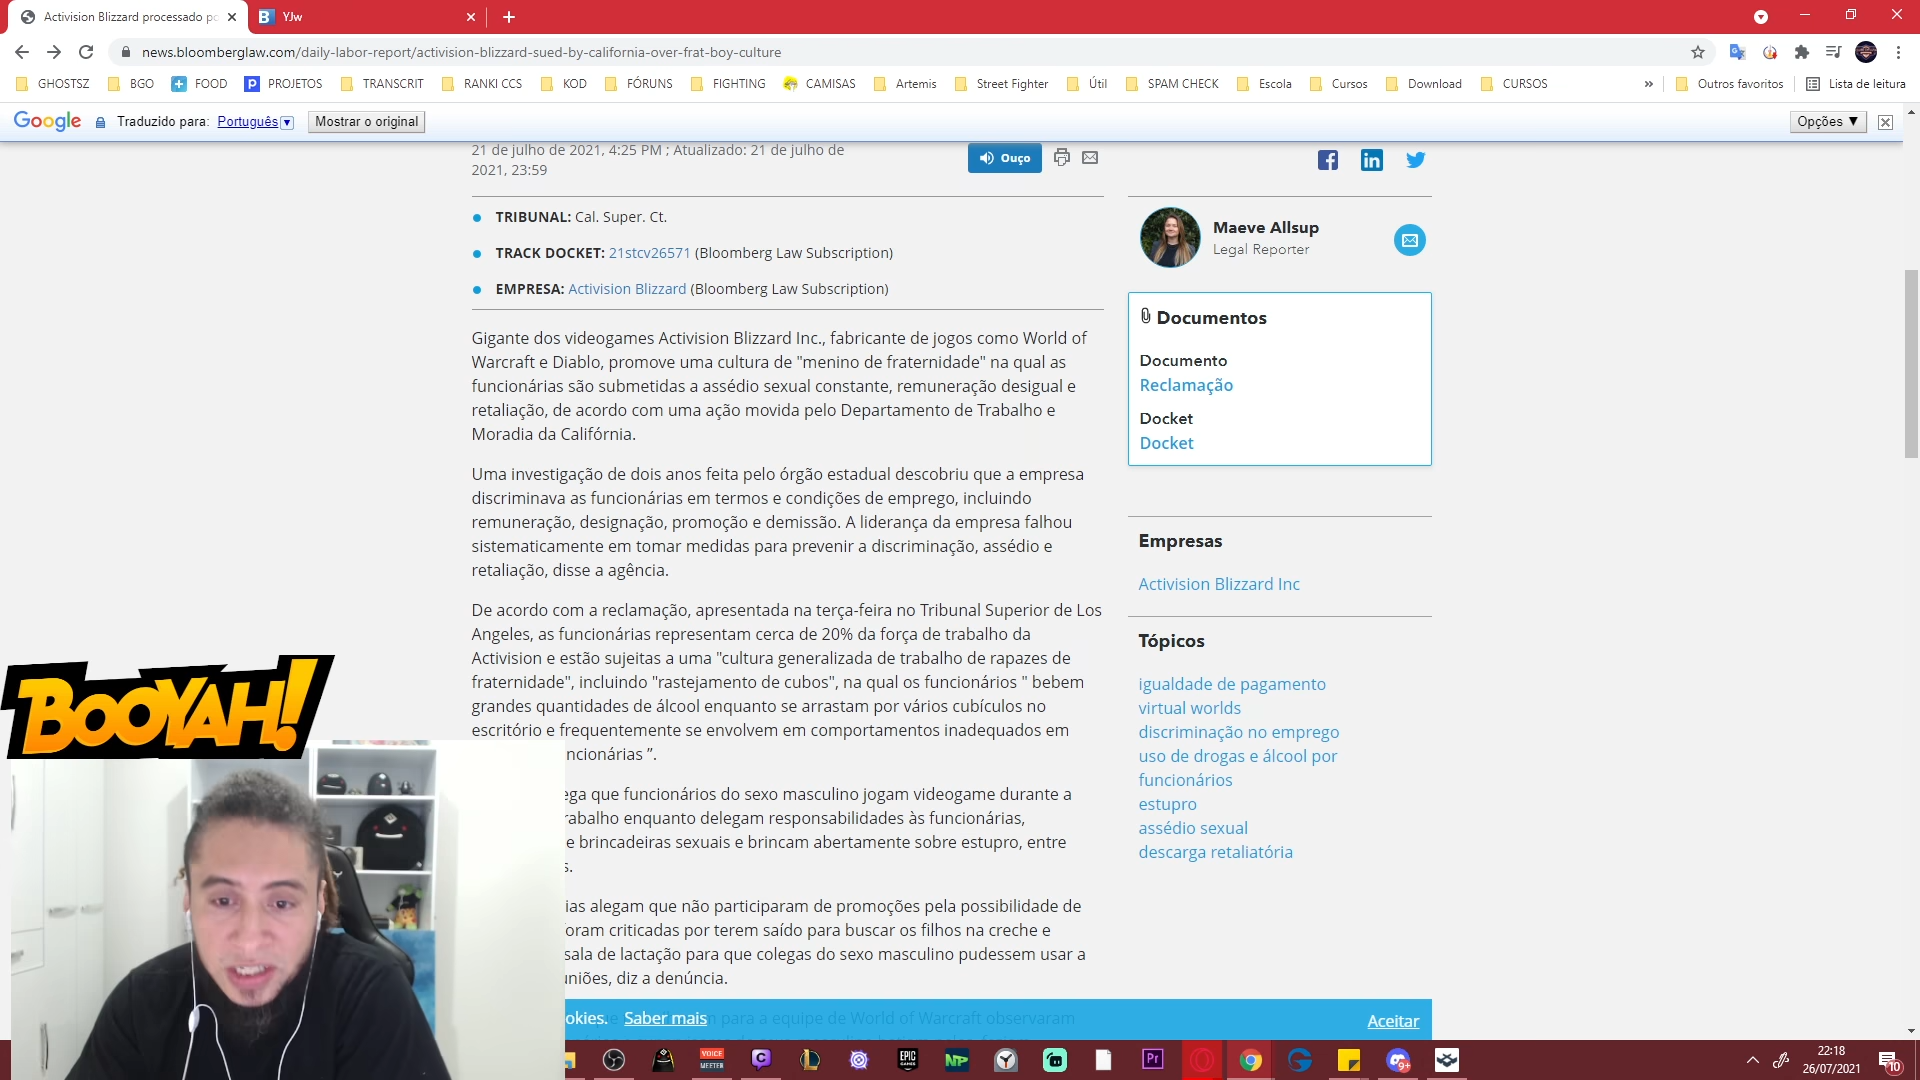 Activision Blizzard processado po
YJw
news.bloomberglaw.com/daily-labor-report/activision-blizzard-sued-by-california-over-frat-boy-culture
GHOSTSZ
BGO
FOOD
PROJETOS
TRANSCRIT
RANKI CCS
KOD
FÓRUNS
FIGHTING
CAMISAS
Artemis
Street Fighter
Útil
SPAM CHECK
Escola
Cursos
Download
CURSOS
»
Outros favoritos
Lista de leitura
Google
Traduzido para: Português
Mostrar o original
Opções ▼
21 de julho de 2021, 4:25 PM ; Atualizado: 21 de julho de
2021, 23:59
Ouço
TRIBUNAL: Cal. Super. Ct.
TRACK DOCKET: 21stcv26571 (Bloomberg Law Subscription)
EMPRESA: Activision Blizzard (Bloomberg Law Subscription)
Gigante dos videogames Activision Blizzard Inc., fabricante de jogos como World of
Warcraft e Diablo, promove uma cultura de "menino de fraternidade" na qual as
funcionárias são submetidas a assédio sexual constante, remuneração desigual e
retaliação, de acordo com uma ação movida pelo Departamento de Trabalho e
Moradia da Califórnia.
Uma investigação de dois anos feita pelo órgão estadual descobriu que a empresa
discriminava as funcionárias em termos e condições de emprego, incluindo
remuneração, designação, promoção e demissão. A liderança da empresa falhou
sistematicamente em tomar medidas para prevenir a discriminação, assédio e
retaliação, disse a agência.
De acordo com a reclamação, apresentada na terça-feira no Tribunal Superior de Los
Angeles, as funcionárias representam cerca de 20% da força de trabalho da
Activision e estão sujeitas a uma "cultura generalizada de trabalho de rapazes de
fraternidade", incluindo "rastejamento de cubos", na qual os funcionários " bebem
grandes quantidades de álcool enquanto se arrastam por vários cubículos no
escritório e frequentemente se envolvem em comportamentos inadequados em
ncionárias ”.
ega que funcionários do sexo masculino jogam videogame durante a
rabalho enquanto delegam responsabilidades às funcionárias,
e brincadeiras sexuais e brincam abertamente sobre estupro, entre
s.
ias alegam que não participaram de promoções pela possibilidade de
oram criticadas por terem saído para buscar os filhos na creche e
sala de lactação para que colegas do sexo masculino pudessem usar a
uniões, diz a denúncia.
Maeve Allsup
Legal Reporter
Documentos
Documento
Reclamação
Docket
Docket
Empresas
Activision Blizzard Inc
Tópicos
igualdade de pagamento
virtual worlds
discriminação no emprego
uso de drogas e álcool por
funcionários
estupro
assédio sexual
descarga retaliatória
BOOYAH!
okies. Saber mais
para a equipe de World of Warcraft observaram
Aceitar
VOICE
MEETER
EPIC
GAMES
NP
Pr
9+
22:18
26/07/2021
10